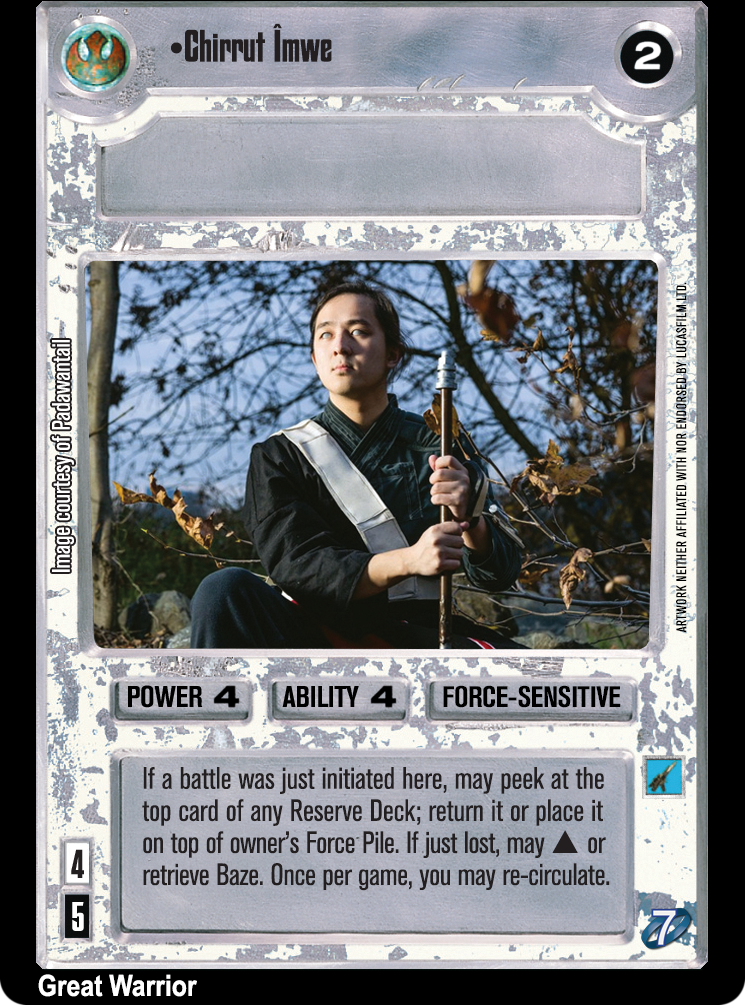 •Chirrut Îmwe
2
Image courtesy of Padawantail
ARTWORK NEITHER AFFILIATED WITH NOR ENDORSED BY LUCASFILM LTD.
POWER 4
ABILITY 4
FORCE-SENSITIVE
If a battle was just initiated here, may peek at the
top card of any Reserve Deck; return it or place it
on top of owner's Force Pile. If just lost, may ▲ or
retrieve Baze. Once per game, you may re-circulate.
4
5
7
Great Warrior